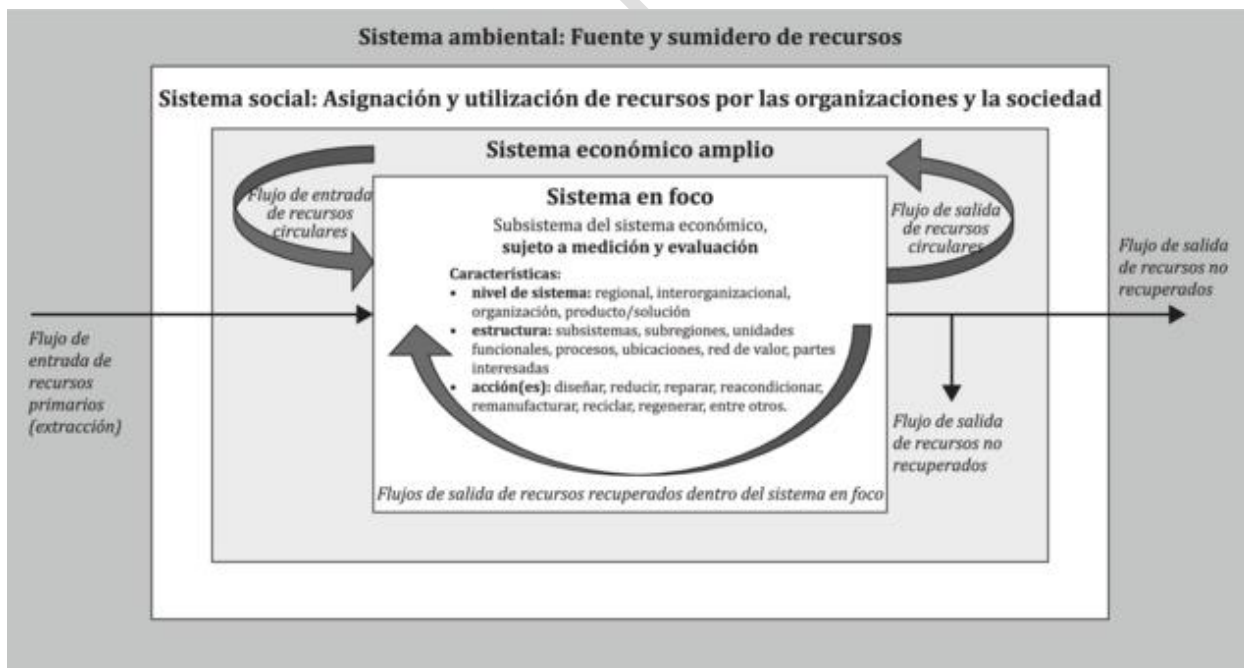 Sistema ambiental: Fuente y sumidero de recursos
Sistema social: Asignación y utilización de recursos por las organizaciones y la sociedad
Sistema económico amplio
Flujo de entrada
de recursos
circulares
Sistema en foco
Subsistema del sistema económico,
sujeto a medición y evaluación
Características:
• nivel de sistema: regional, interorganizacional,
organización, producto/solución
• estructura: subsistemas, subregiones, unidades
funcionales, procesos, ubicaciones, red de valor, partes
interesadas
• acción(es): diseñar, reducir, reparar, reacondicionar,
remanufacturar, reciclar, regenerar, entre otros.
Flujos de salida de recursos recuperados dentro del sistema en foco
Flujo de salida
de recursos
circulares
Flujo de salida
de recursos no
recuperados
Flujo de
entrada de
recursos
primarios
(extracción)
Flujo de salida
de recursos no
recuperados